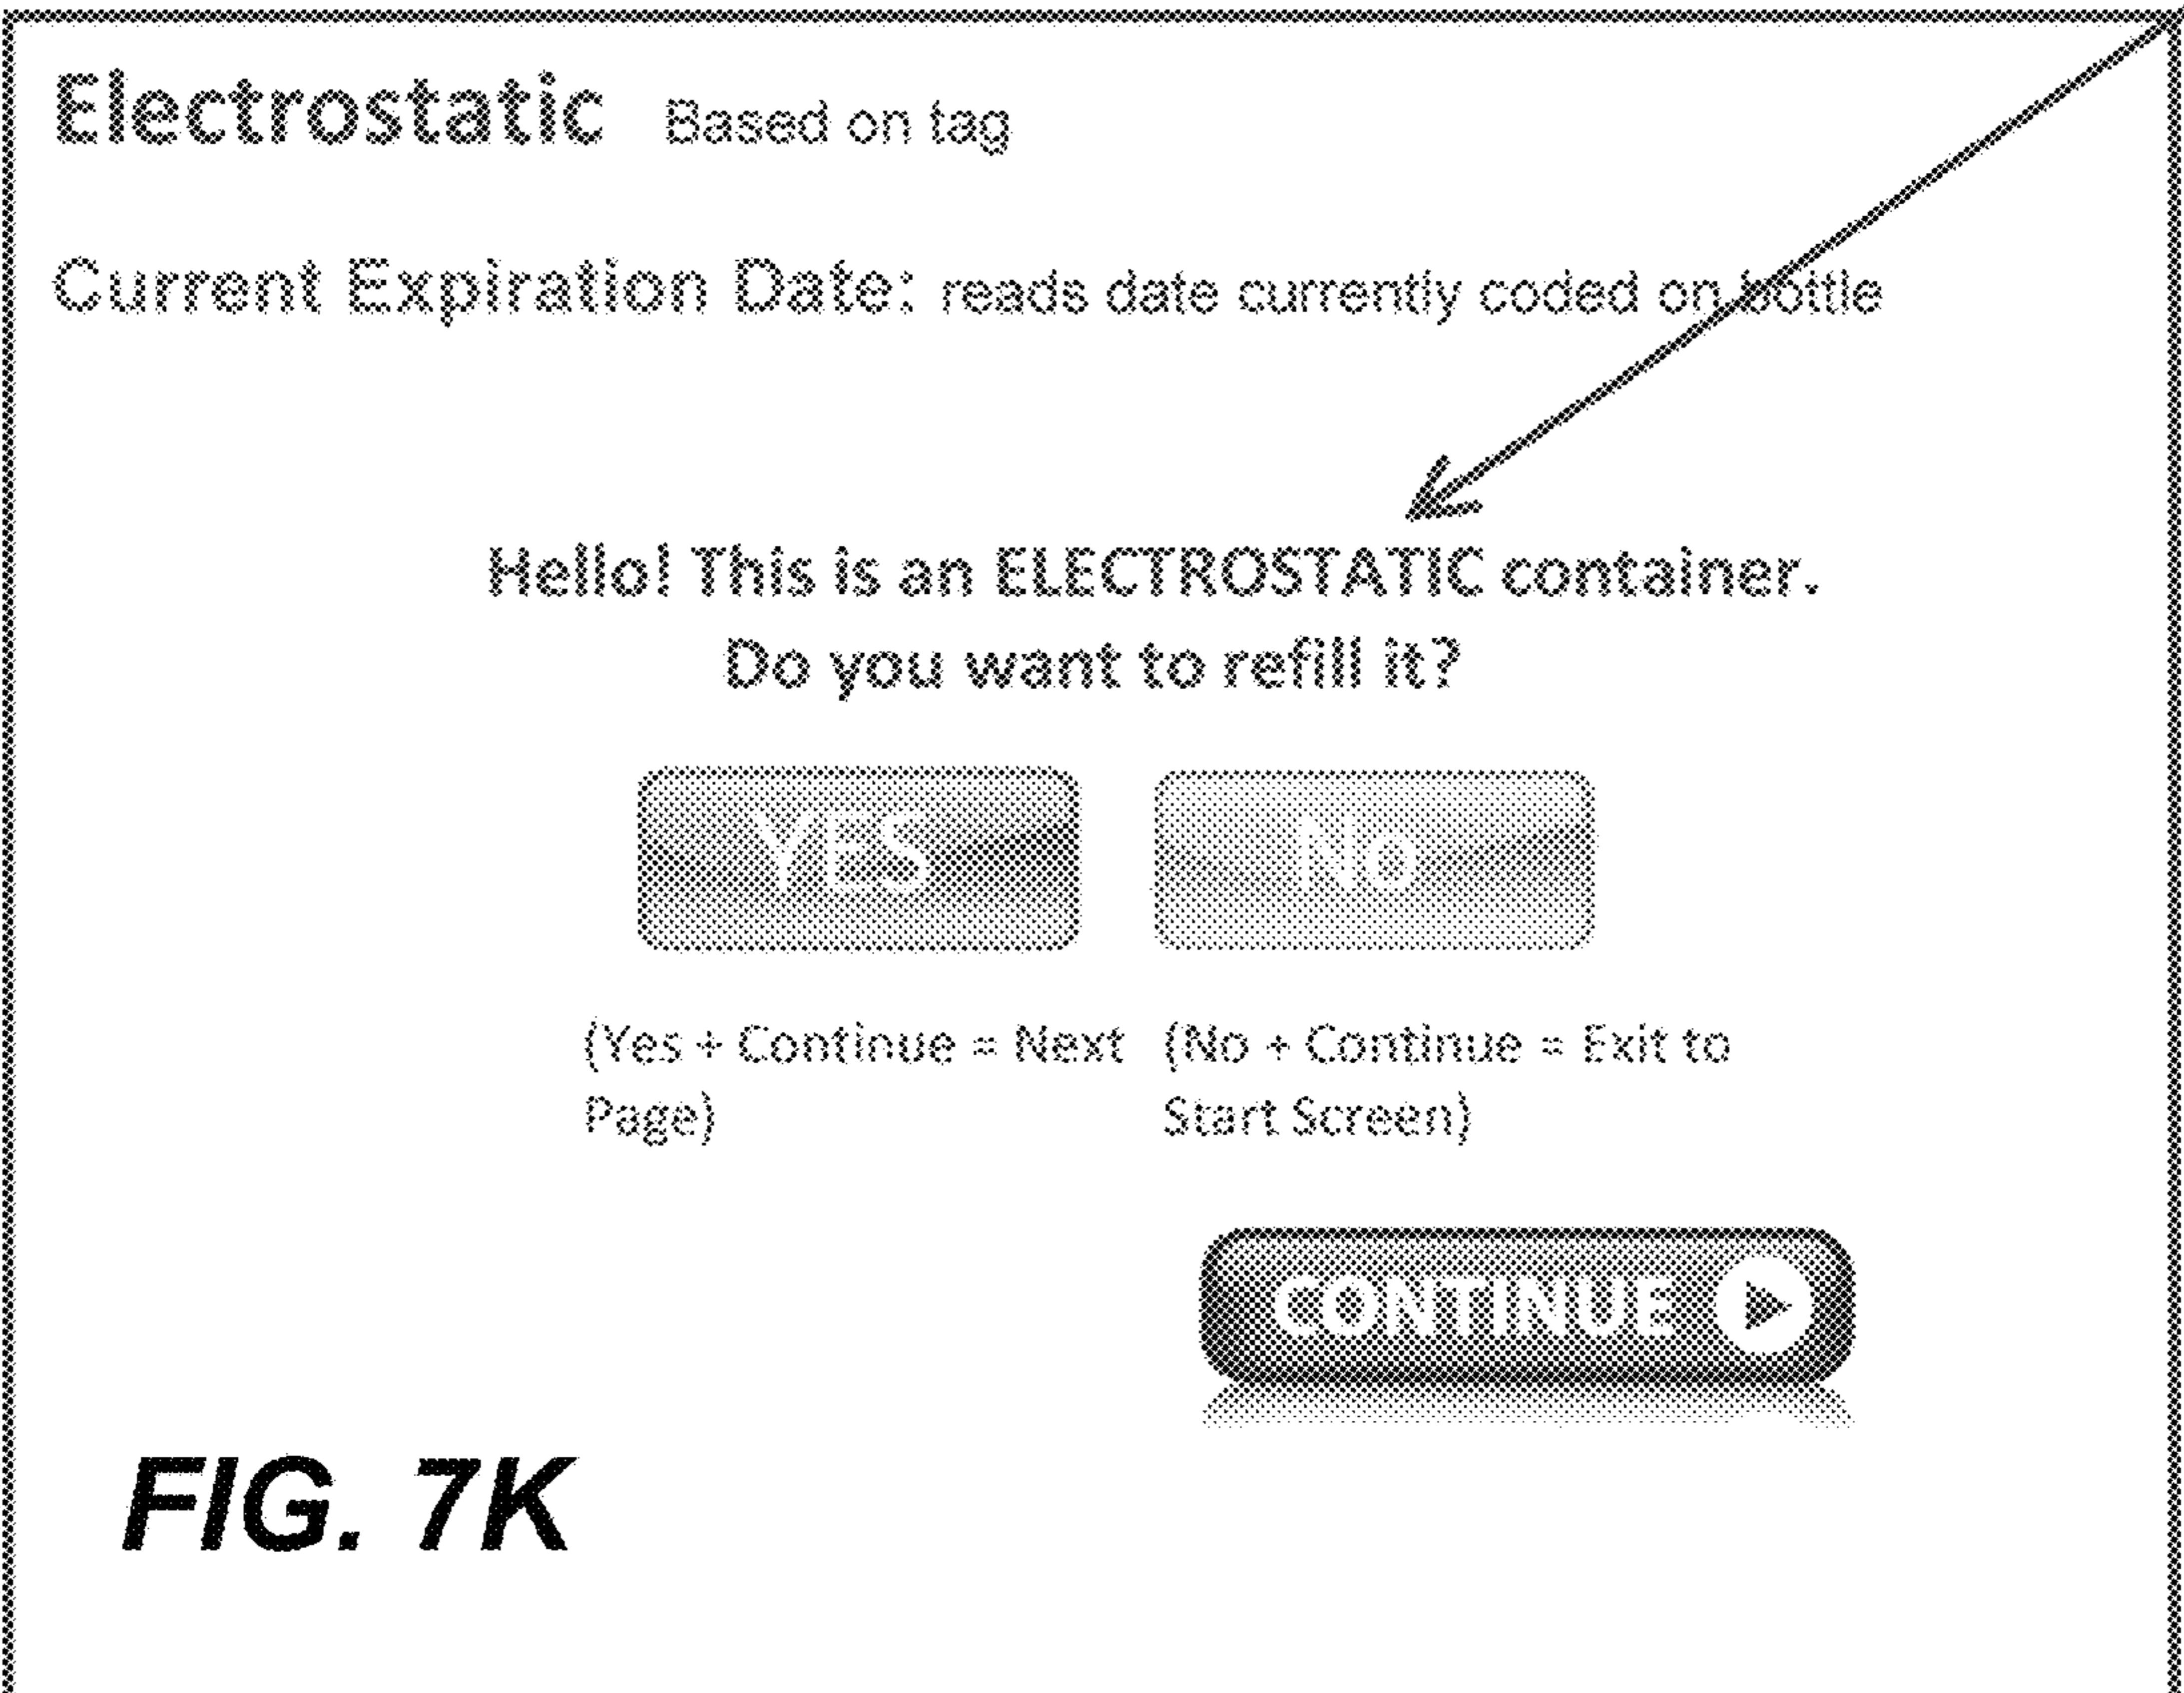 Electrostatic Based on tag
Current Expiration Date: reads date currently coded on bottle
Hello! This is an ELECTROSTATIC container.
Do you want to refill it?
YES No
(Yes + Continue = Next (No + Continue = Exit to
Page) Start Screen)
CONTINUE
FIG. 7K